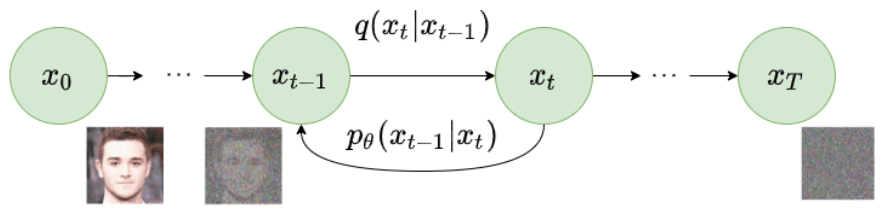 q(x_t|x_{t-1})
x_0 ··· x_{t-1} x_t ··· x_T
p_θ(x_{t-1}|x_t)